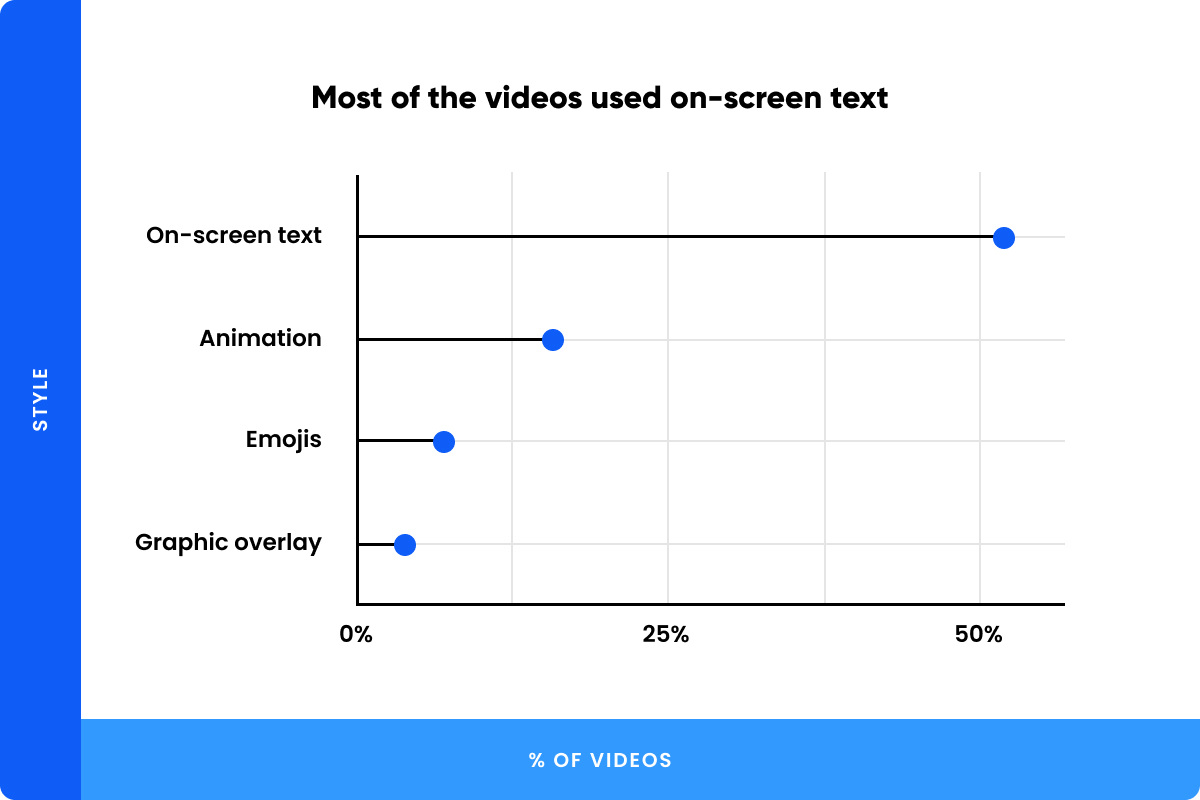 Most of the videos used on-screen text
STYLE
On-screen text
Animation
Emojis
Graphic overlay
0% 25% 50%
% OF VIDEOS